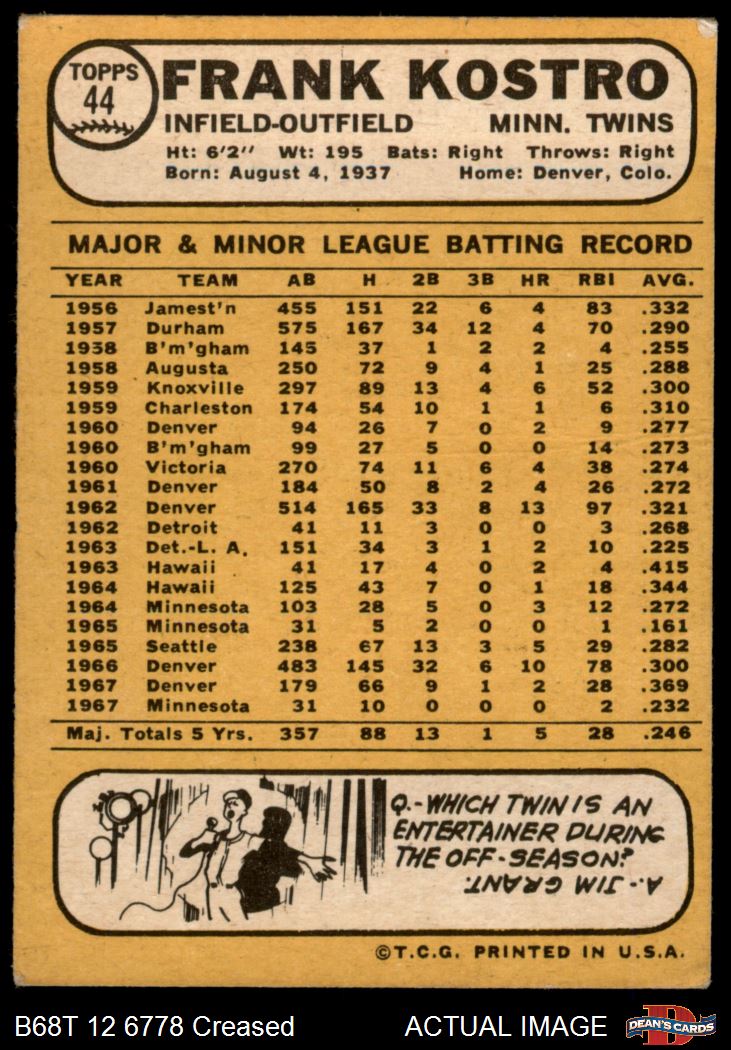 TOPPS
44
FRANK KOSTRO
INFIELD-OUTFIELD MINN. TWINS
Ht: 6'2" Wt: 195 Bats: Right Throws: Right
Born: August 4, 1937 Home: Denver, Colo.
MAJOR & MINOR LEAGUE BATTING RECORD
YEAR TEAM AB H 2B 3B HR RBI AVG.
1956 Jamest'n 455 151 22 6 4 83 .332
1957 Durham 575 167 34 12 4 70 .290
1958 B'm'gham 145 37 1 2 2 4 .255
1958 Augusta 250 72 9 4 1 25 .288
1959 Knoxville 297 89 13 4 6 52 .300
1959 Charleston 174 54 10 1 1 6 .310
1960 Denver 94 26 7 0 2 9 .277
1960 B'm'gham 99 27 5 0 0 14 .273
1960 Victoria 270 74 11 6 4 38 .274
1961 Denver 184 50 8 2 4 26 .272
1962 Denver 514 165 33 8 13 97 .321
1962 Detroit 41 11 3 0 0 3 .268
1963 Det.-L. A. 151 34 3 1 2 10 .225
1963 Hawaii 41 17 4 0 2 4 .415
1964 Hawaii 125 43 7 0 1 18 .344
1964 Minnesota 103 28 5 0 3 12 .272
1965 Minnesota 31 5 2 0 0 1 .161
1965 Seattle 238 67 13 3 5 29 .282
1966 Denver 483 145 32 6 10 78 .300
1967 Denver 179 66 9 1 2 28 .369
1967 Minnesota 31 10 0 0 0 2 .232
Maj. Totals 5 Yrs. 357 88 13 1 5 28 .246
Q.-WHICH TWIN IS AN
ENTERTAINER DURING
THE OFF-SEASON?
A.-JIM GRANT.
©T.C.G. PRINTED IN U.S.A.
B68T 12 6778 Creased ACTUAL IMAGE
DEAN'S CARDS